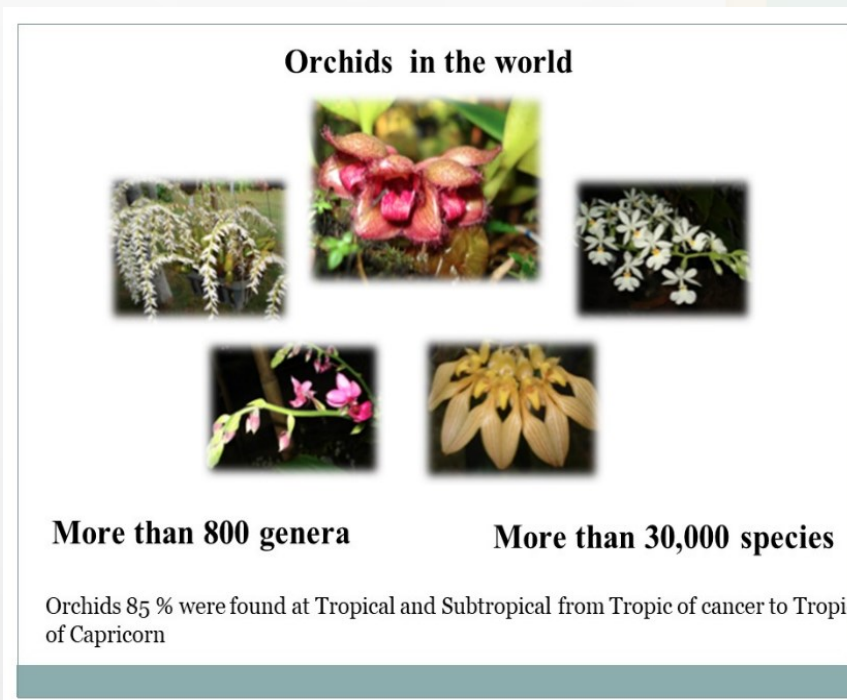 Orchids in the world
More than 800 genera
More than 30,000 species
Orchids 85 % were found at Tropical and Subtropical from Tropic of cancer to Tropi
of Capricorn